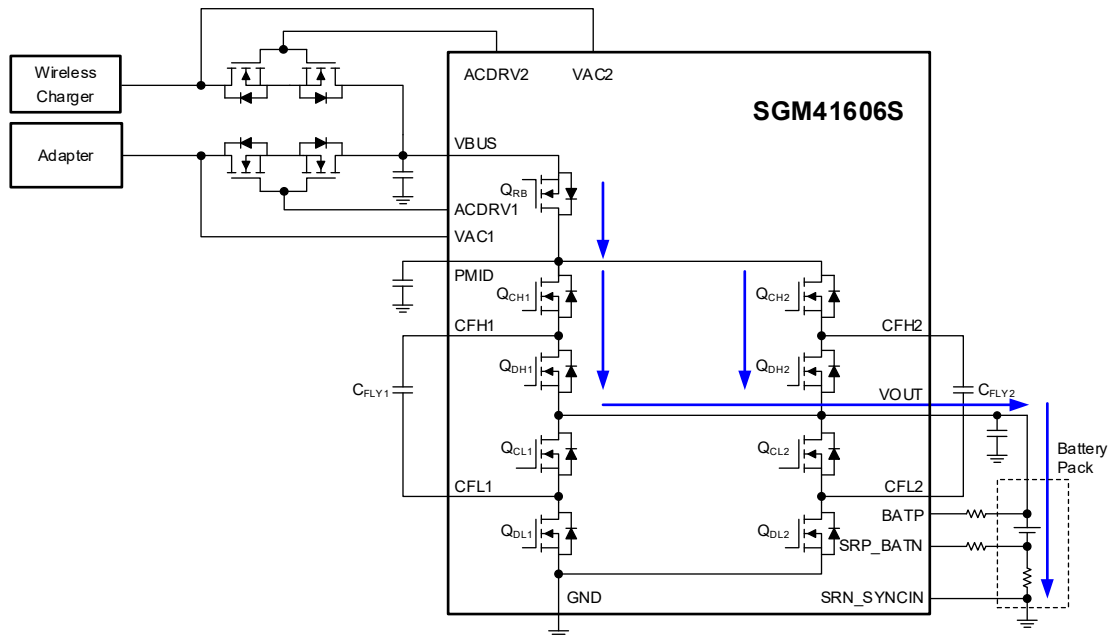 Wireless
Charger
Adapter
ACDRV2
VAC2
SGM41606S
VBUS
QRB
ACDRV1
VAC1
PMID
QCH1
QCH2
CFH1
CFH2
QDH1
QDH2
CFLY1
VOUT
CFLY2
QCL1
QCL2
Battery
Pack
CFL1
CFL2
BATP
QDL1
QDL2
SRP_BATN
GND
SRN_SYNCIN